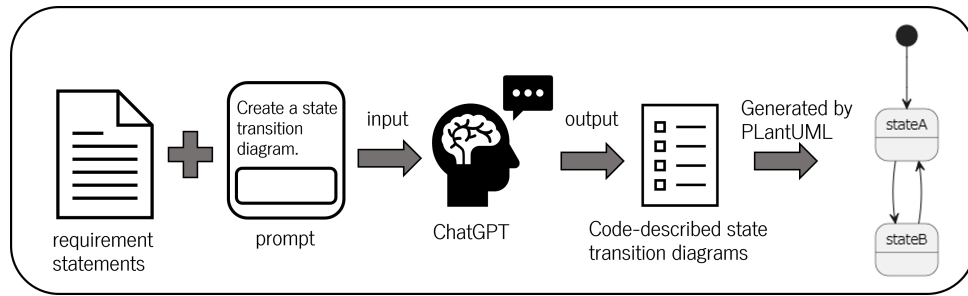 requirement
statements
Create a state
transition
diagram.
prompt
input
ChatGPT
output
Code-described state
transition diagrams
Generated by
PLantUML
stateA
stateB